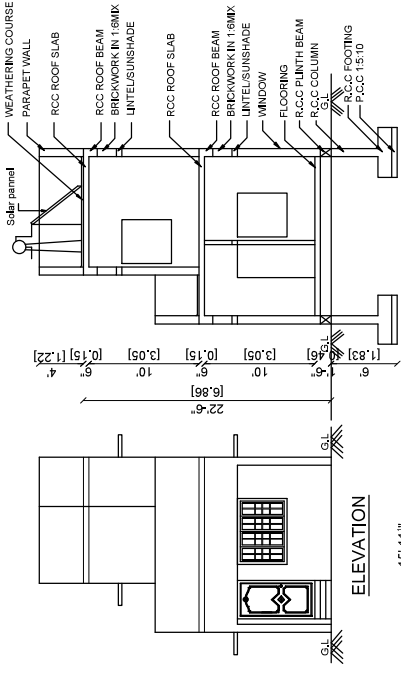 WEATHERING COURSE
PARAPET WALL
RCC ROOF SLAB
RCC ROOF BEAM
BRICKWORK IN 1:6MIX
LINTEL/SUNSHADE
RCC ROOF SLAB
RCC ROOF BEAM
BRICKWORK IN 1:6MIX
LINTEL/SUNSHADE
WINDOW
FLOORING
R.C.C PLINTH BEAM
R.C.C COLUMN
G.L
R.C.C FOOTING
P.C.C 1:5:10
Solar pannel
4' [1.22]
6" [0.15]
10' [3.05]
6" [0.15]
10' [3.05]
1'-6" [0.46]
6' [1.83]
G.L
22'-6"
[6.86]
G.L
G.L
ELEVATION